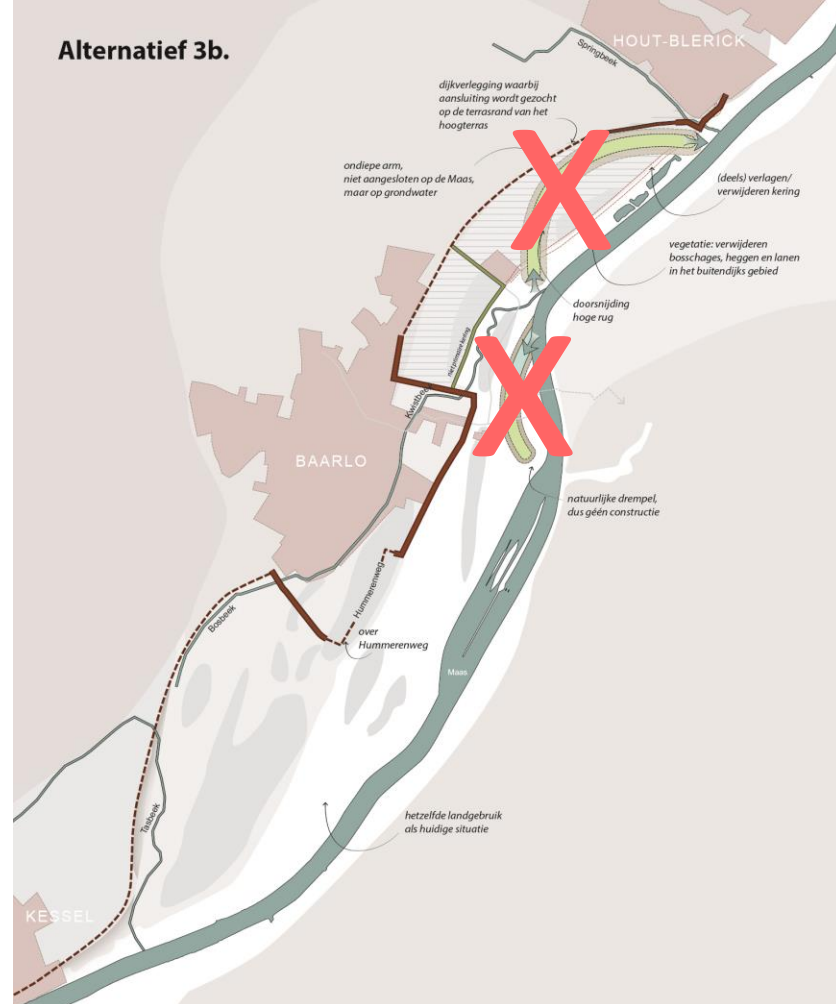 Alternatief 3b.
HOUT-BLERICK
Springbeek
dijkverlegging waarbij
aansluiting wordt gezocht
op de terrasrand van het
hoogterras
ondiepe arm,
niet aangesloten op de Maas,
maar op grondwater
(deels) verlagen/
verwijderen kering
vegetatie: verwijderen
bosschages, heggen en lanen
in het buitendijks gebied
doorsnijding
hoge rug
niet primaire kering
Kwistbeek
BAARLO
natuurlijke drempel,
dus géén constructie
Hummerenweg
Bosbeek
over
Hummerenweg
Maas
hetzelfde landgebruik
als huidige situatie
Tasbeek
KESSEL